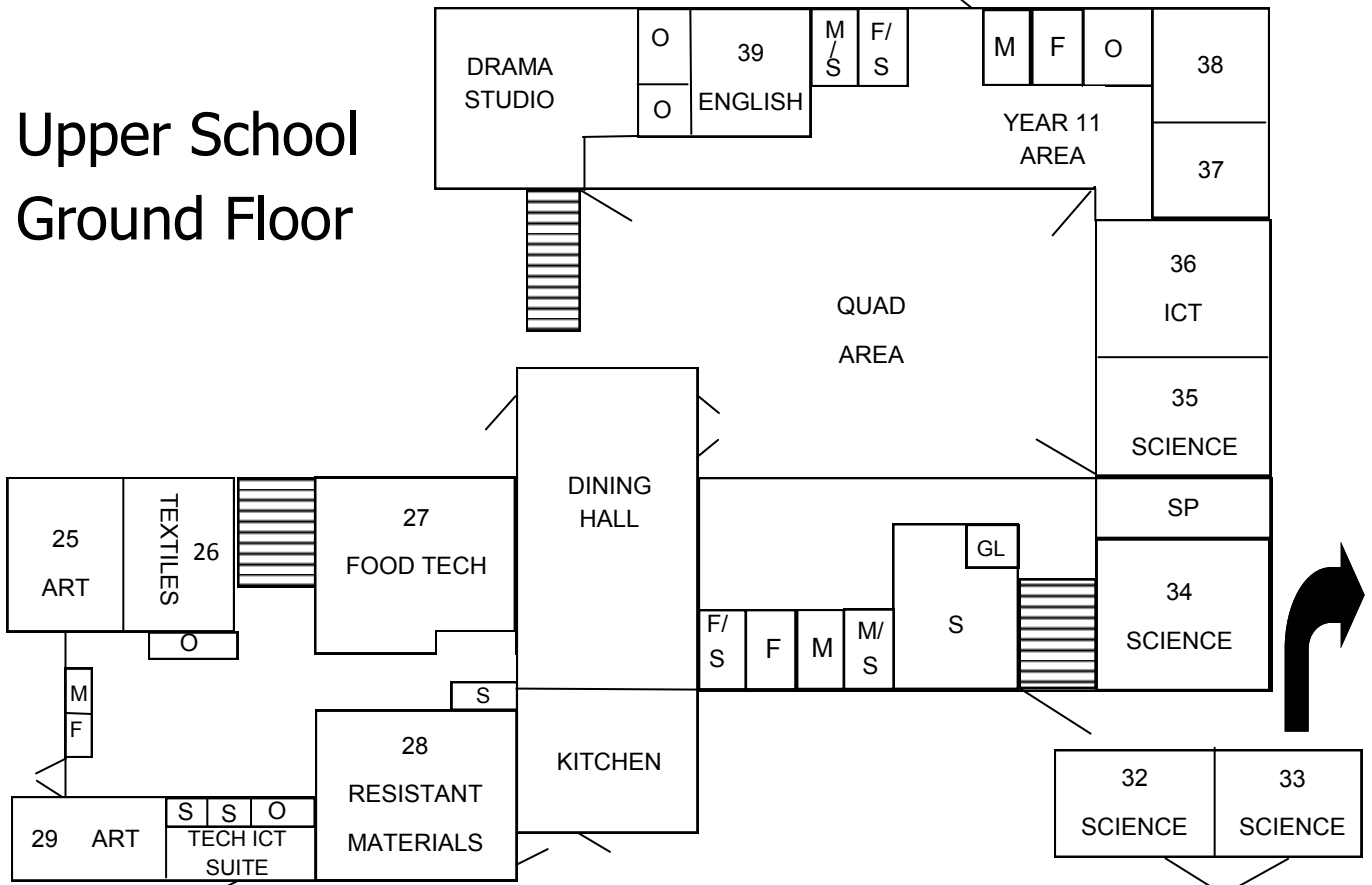 Upper School
Ground Floor
DRAMA
STUDIO
O
O
39
ENGLISH
M
/
S
F/
S
M
F
O
38
YEAR 11
AREA
37
36
ICT
QUAD
AREA
35
SCIENCE
DINING
HALL
SP
GL
S
34
SCIENCE
F/
S
F
M
M/
S
25
ART
TEXTILES
26
27
FOOD TECH
O
M
F
S
28
RESISTANT
MATERIALS
KITCHEN
29 ART
S
S
O
TECH ICT
SUITE
32
SCIENCE
33
SCIENCE